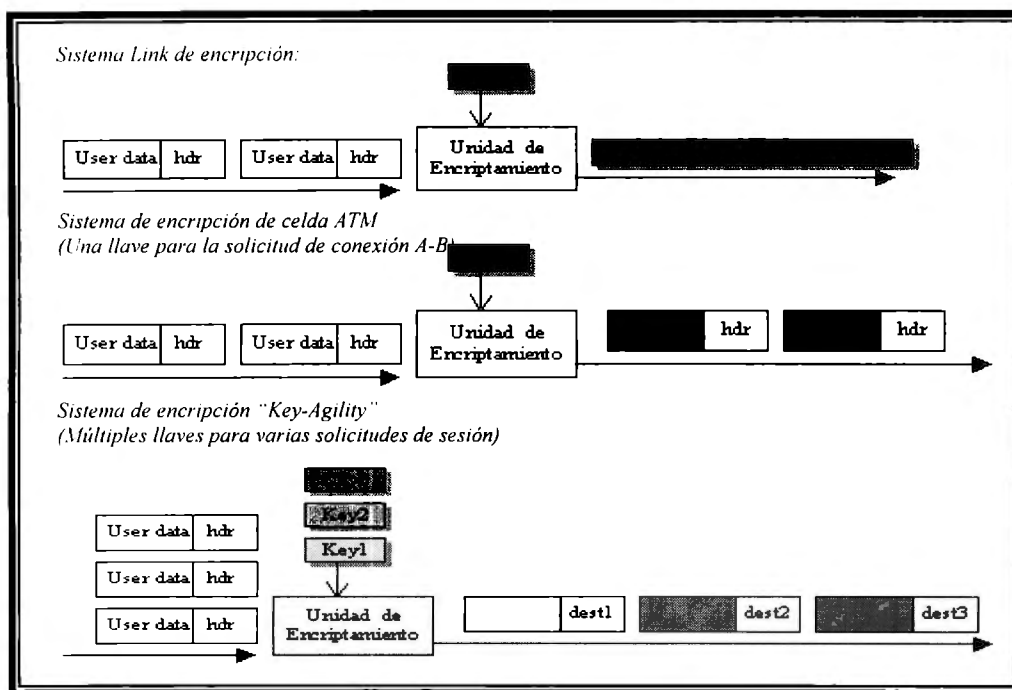 Sistema Link de encripción:
User data hdr User data hdr Unidad de Encriptamiento
Sistema de encripción de celda ATM
(Una llave para la solicitud de conexión A-B)
User data hdr User data hdr Unidad de Encriptamiento hdr hdr
Sistema de encripción "Key-Agility"
(Múltiples llaves para varias solicitudes de sesión)
Key2
Key1
User data hdr
User data hdr
User data hdr
Unidad de Encriptamiento
dest1 dest2 dest3